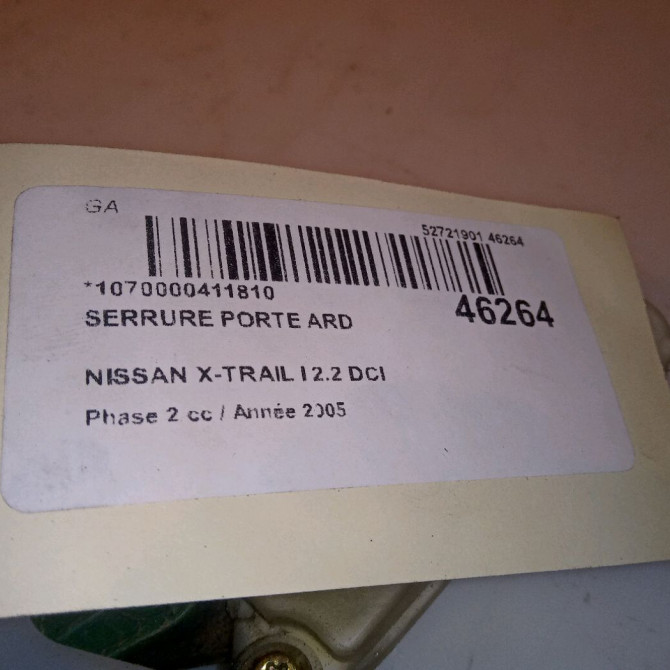 GA
52721901 46264
*1070000411810
46264
SERRURE PORTE ARD
NISSAN X-TRAIL I 2.2 DCI
Phase 2 cc / Année 2005